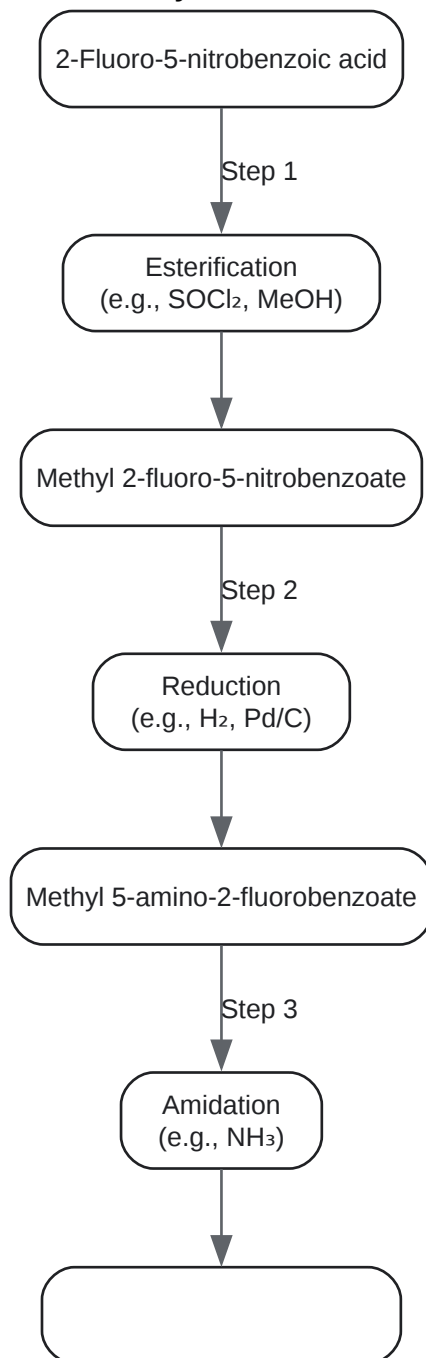 2-Fluoro-5-nitrobenzoic acid
Step 1
Esterification
(e.g., SOCl₂, MeOH)
Methyl 2-fluoro-5-nitrobenzoate
Step 2
Reduction
(e.g., H₂, Pd/C)
Methyl 5-amino-2-fluorobenzoate
Step 3
Amidation
(e.g., NH₃)